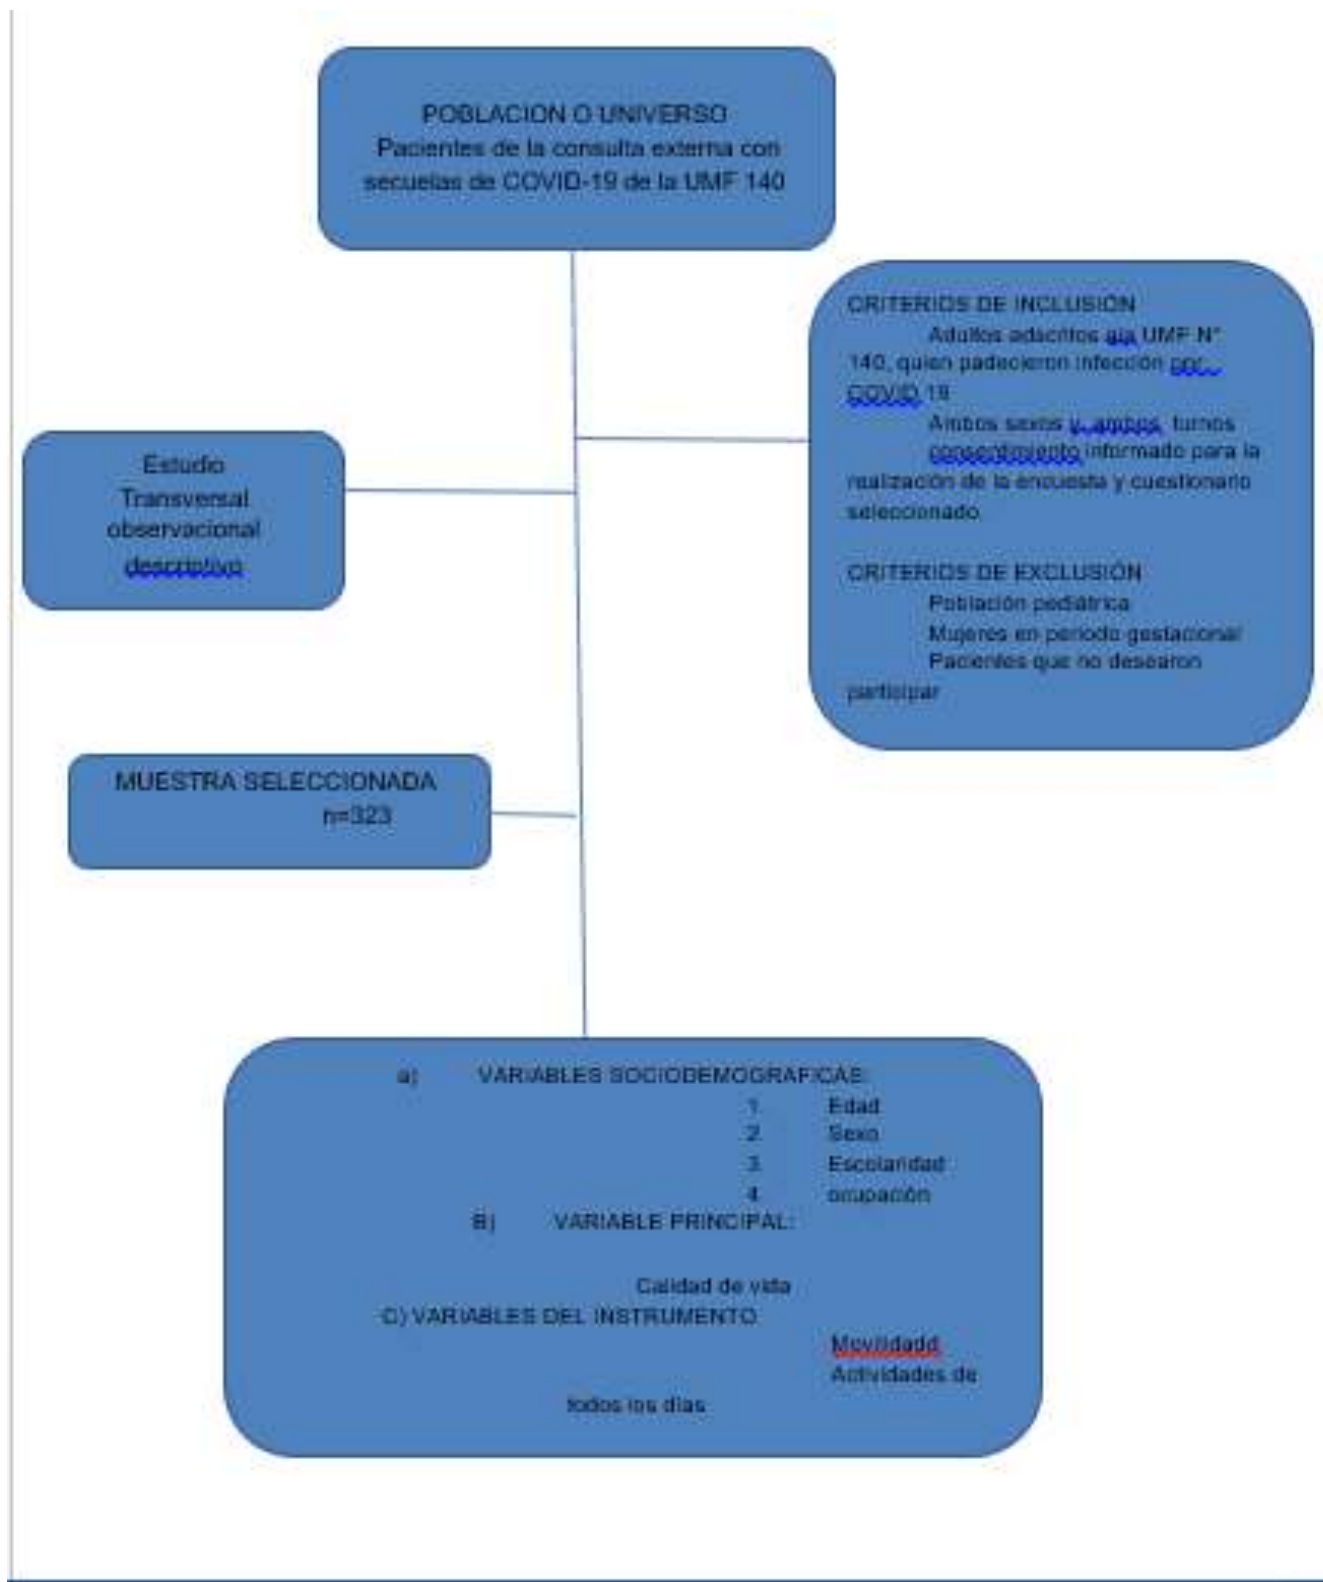 POBLACION O UNIVERSO
Pacientes de la consulta externa con
secuelas de COVID-19 de la UMF 140
CRITERIOS DE INCLUSIÓN
Adultos adscritos ala UMF N°
140, quien padecieron infección por
COVID 19
Ambos sexos y ambos turnos
consentimiento informado para la
realización de la encuesta y cuestionario
seleccionado.
CRITERIOS DE EXCLUSIÓN
Población pediátrica
Mujeres en periodo gestacional
Pacientes que no desearon
participar
Estudio
Transversal
observacional
descriptivo
MUESTRA SELECCIONADA
n=323
a) VARIABLES SOCIODEMOGRAFICAS:
1. Edad
2. Sexo
3. Escolaridad
4. ocupación
B) VARIABLE PRINCIPAL:
Calidad de vida
C) VARIABLES DEL INSTRUMENTO
Movilidadd
Actividades de
todos los días